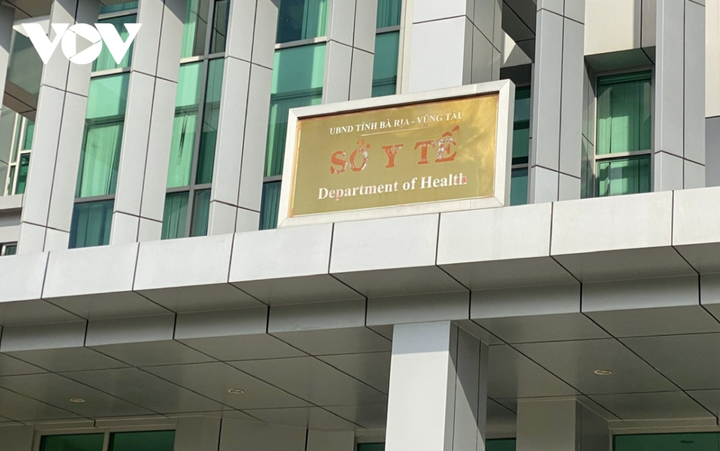 VOV
UBND TỈNH BÀ RỊA - VŨNG TÀU
SỞ Y TẾ
Department of Health